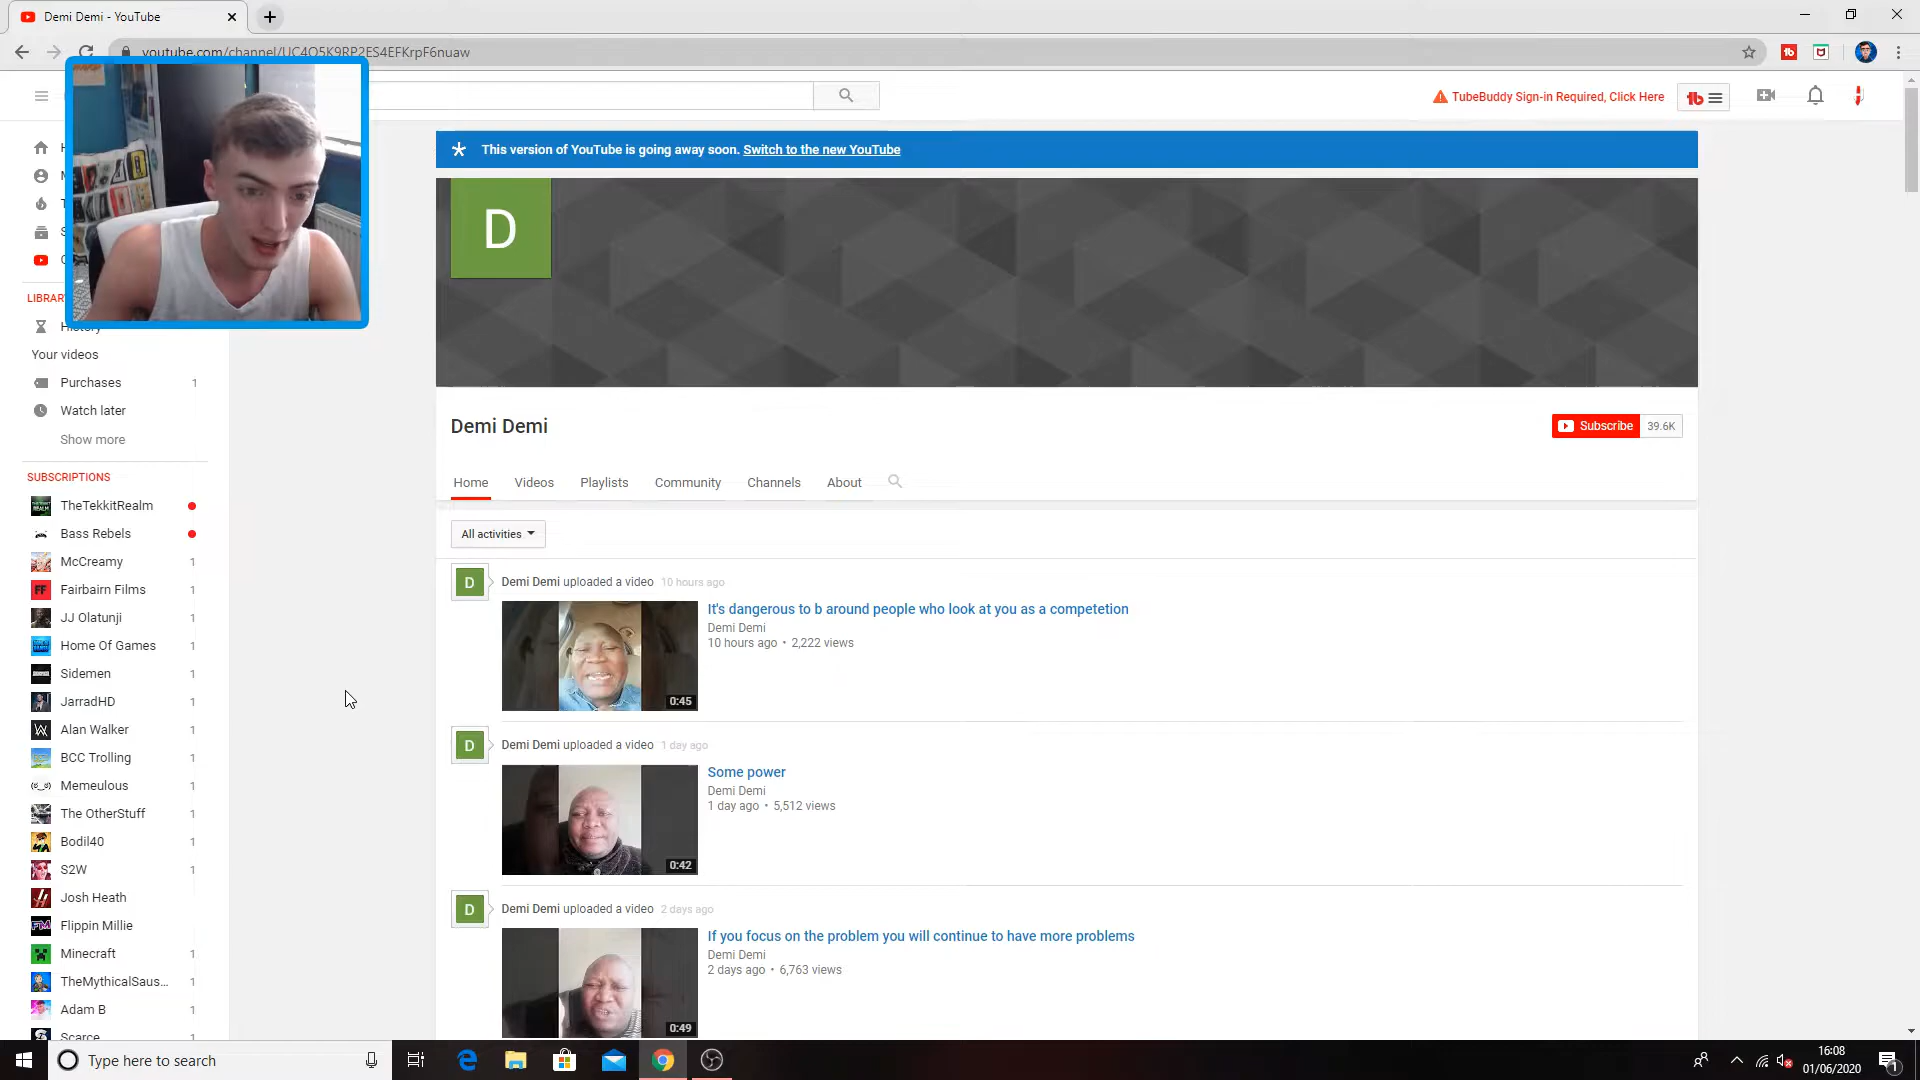 Demi Demi - YouTube
youtube.com/channel/UC4O5K9RP2ES4EFKrpF6nuaw
TubeBuddy Sign-in Required, Click Here
tb
This version of YouTube is going away soon. Switch to the new YouTube
D
LIBRAR
History
Your videos
Purchases 1
Watch later
Show more
SUBSCRIPTIONS
TheTekkitRealm
Bass Rebels
McCreamy 1
FF Fairbairn Films 1
JJ Olatunji 1
Home Of Games 1
Sidemen 1
JarradHD 1
Alan Walker 1
BCC Trolling 1
Memeulous 1
The OtherStuff 1
Bodil40 1
S2W 1
Josh Heath
FM Flippin Millie
Minecraft 1
TheMythicalSaus... 1
Adam B 1
Scarce
Demi Demi
Subscribe 39.6K
Home Videos Playlists Community Channels About
All activities
D Demi Demi uploaded a video 10 hours ago
It's dangerous to b around people who look at you as a competetion
Demi Demi
10 hours ago • 2,222 views
0:45
D Demi Demi uploaded a video 1 day ago
Some power
Demi Demi
1 day ago • 5,512 views
0:42
D Demi Demi uploaded a video 2 days ago
If you focus on the problem you will continue to have more problems
Demi Demi
2 days ago • 6,763 views
0:49
Type here to search
16:08
01/06/2020
1